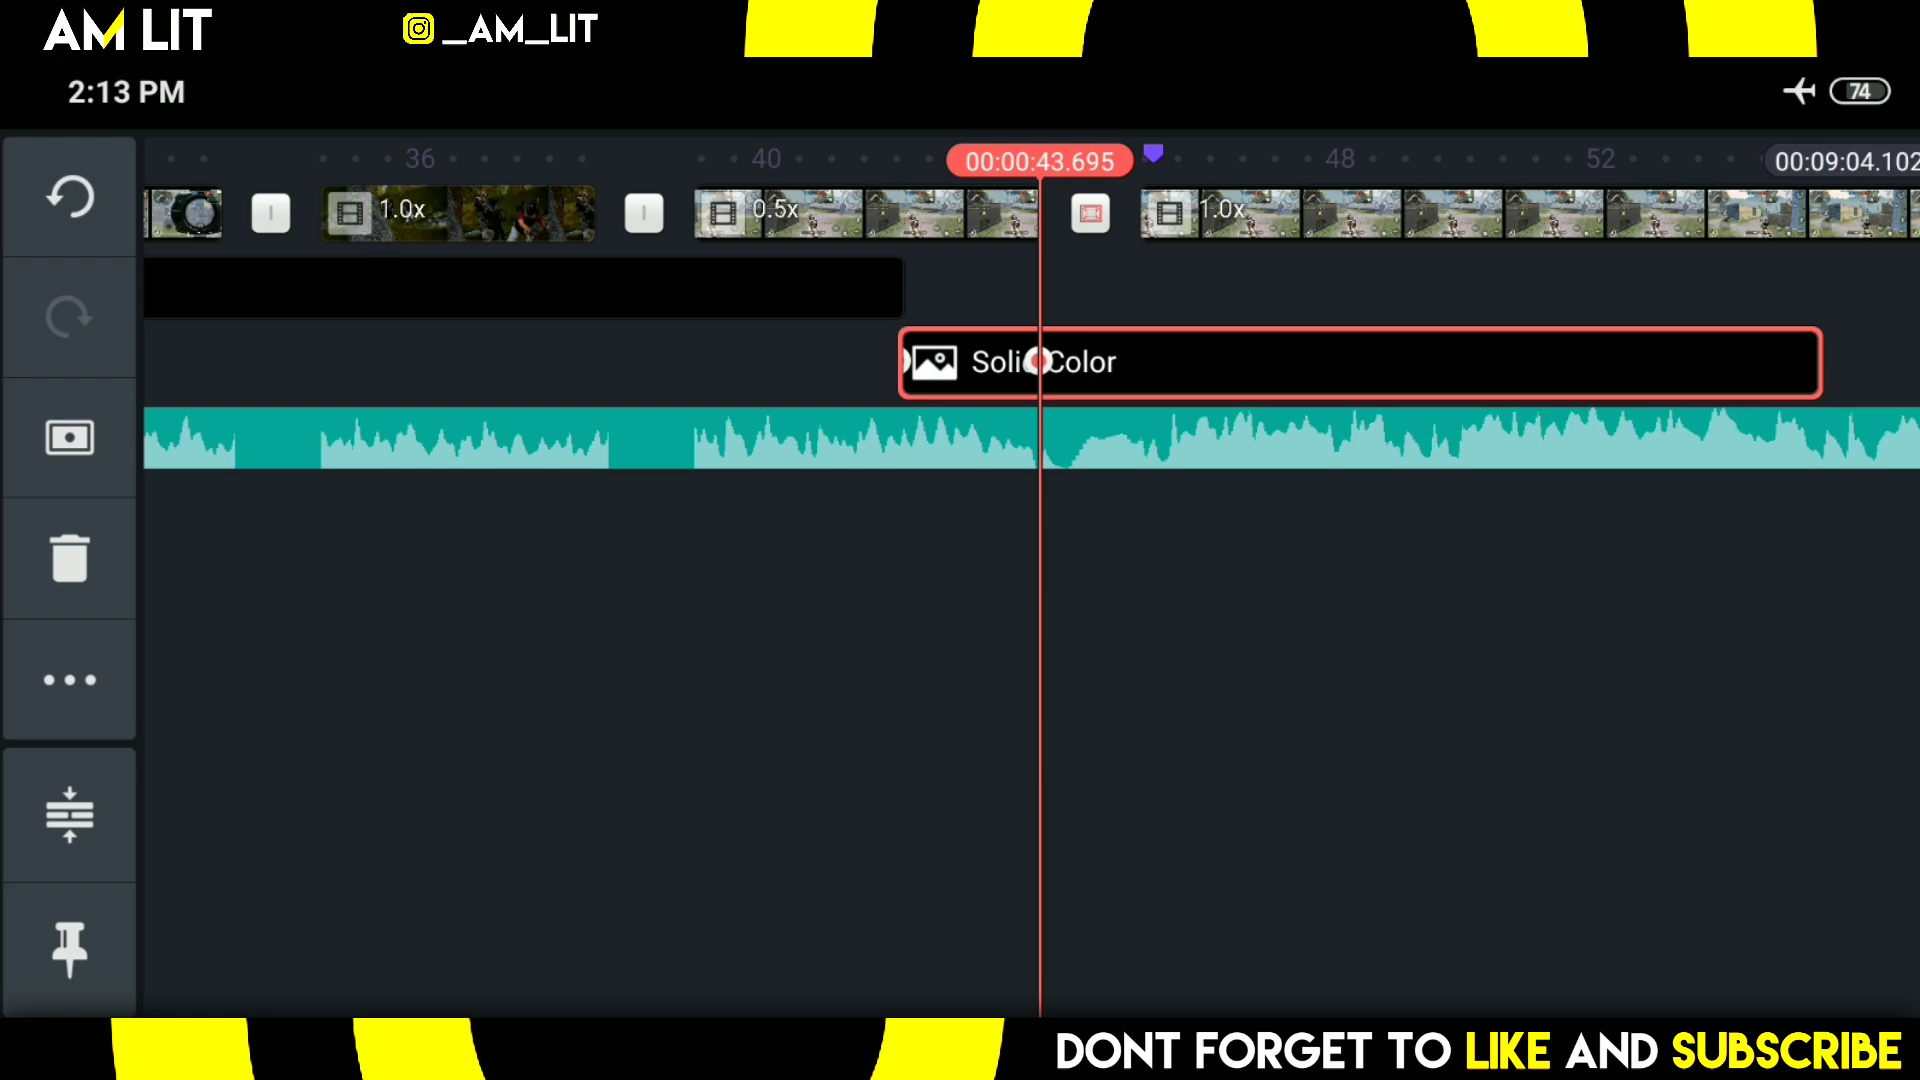 AM LIT
_AM_LIT
2:13 PM
74
36
40
00:00:43.695
48
52
00:09:04.102
1.0x
0.5x
1.0x
Solid Color
DONT FORGET TO LIKE AND SUBSCRIBE